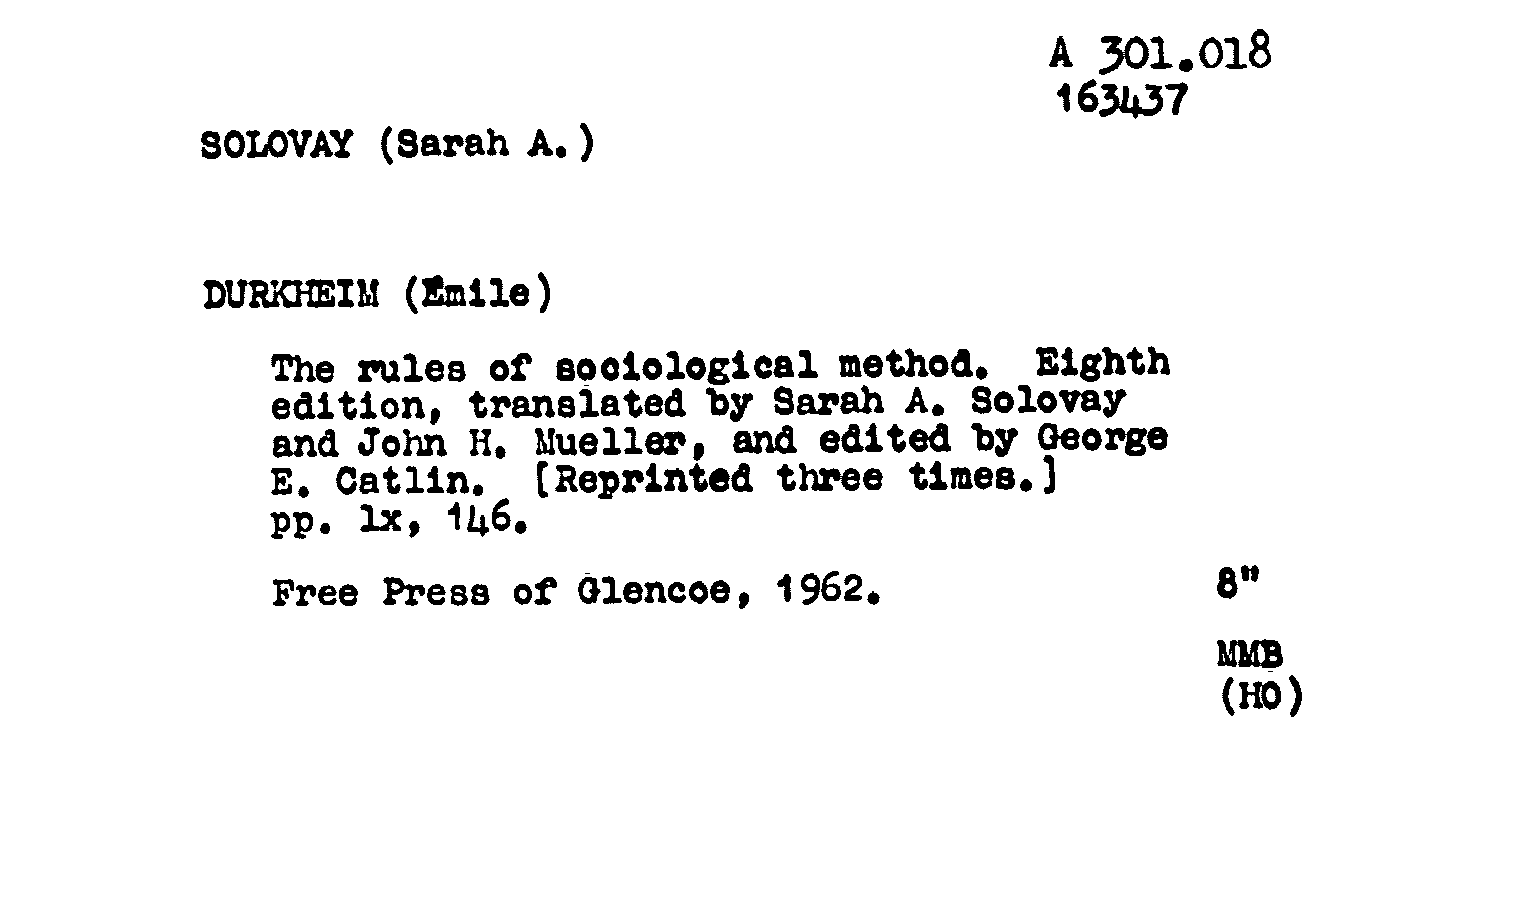 A 301.018
163437
SOLOVAY (Sarah A.)
DURKHEIM (Émile)
The rules of sociological method. Eighth
edition, translated by Sarah A. Solovay
and John H. Mueller, and edited by George
E. Catlin. [Reprinted three times.]
pp. lx, 146.
Free Press of Glencoe, 1962. 8"
MMB
(HO)